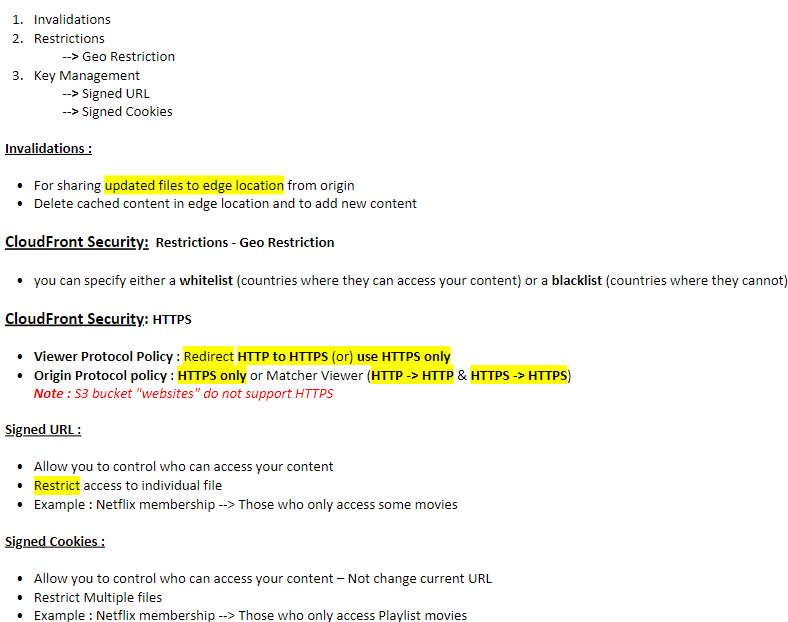 1. Invalidations
2. Restrictions
--> Geo Restriction
3. Key Management
--> Signed URL
--> Signed Cookies
Invalidations :
• For sharing updated files to edge location from origin
• Delete cached content in edge location and to add new content
CloudFront Security: Restrictions - Geo Restriction
• you can specify either a whitelist (countries where they can access your content) or a blacklist (countries where they cannot)
CloudFront Security: HTTPS
• Viewer Protocol Policy : Redirect HTTP to HTTPS (or) use HTTPS only
• Origin Protocol policy : HTTPS only or Matcher Viewer (HTTP -> HTTP & HTTPS -> HTTPS)
Note : S3 bucket "websites" do not support HTTPS
Signed URL :
• Allow you to control who can access your content
• Restrict access to individual file
• Example : Netflix membership --> Those who only access some movies
Signed Cookies :
• Allow you to control who can access your content – Not change current URL
• Restrict Multiple files
• Example : Netflix membership --> Those who only access Playlist movies